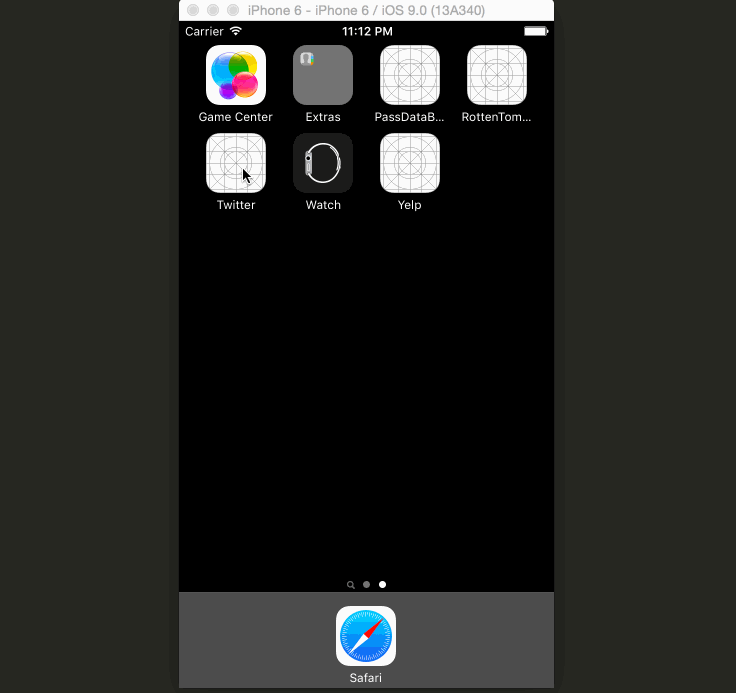 iPhone 6 - iPhone 6 / iOS 9.0 (13A340)
Carrier 11:12 PM
Game Center Extras PassDataB... RottenTom...
Twitter Watch Yelp
Safari